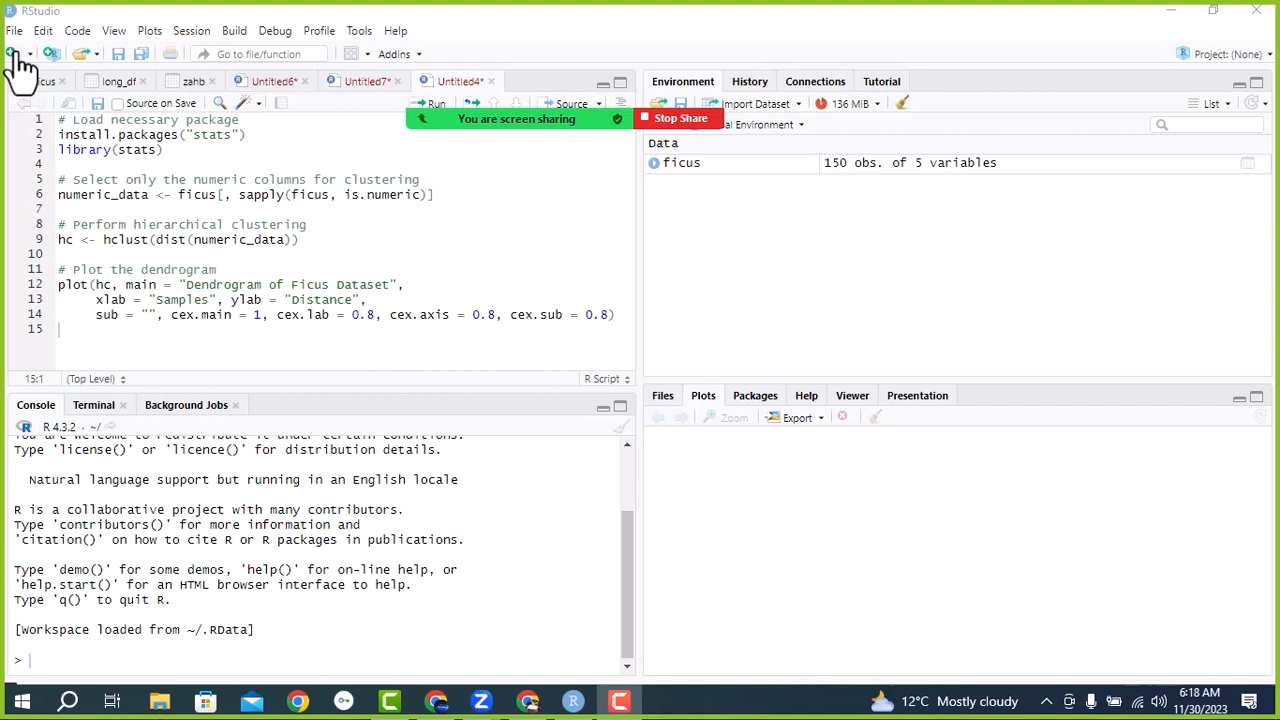 RStudio
File Edit Code View Plots Session Build Debug Profile Tools Help
Go to file/function Addins Project: (None)
cus long_df zahb Untitled6* Untitled7* Untitled4*
Source on Save Run Source
You are screen sharing Stop Share
1 # Load necessary package
2 install.packages("stats")
3 library(stats)
4
5 # Select only the numeric columns for clustering
6 numeric_data <- ficus[, sapply(ficus, is.numeric)]
7
8 # Perform hierarchical clustering
9 hc <- hclust(dist(numeric_data))
10
11 # Plot the dendrogram
12 plot(hc, main = "Dendrogram of Ficus Dataset",
13 xlab = "Samples", ylab = "Distance",
14 sub = "", cex.main = 1, cex.lab = 0.8, cex.axis = 0.8, cex.sub = 0.8)
15
15:1 (Top Level) R Script
Console Terminal Background Jobs
R 4.3.2 · ~/
You are welcome to redistribute it under certain conditions.
Type 'license()' or 'licence()' for distribution details.
Natural language support but running in an English locale
R is a collaborative project with many contributors.
Type 'contributors()' for more information and
'citation()' on how to cite R or R packages in publications.
Type 'demo()' for some demos, 'help()' for on-line help, or
'help.start()' for an HTML browser interface to help.
Type 'q()' to quit R.
[Workspace loaded from ~/.RData]
>
Environment History Connections Tutorial
Import Dataset 136 MiB List
al Environment
Data
ficus 150 obs. of 5 variables
Files Plots Packages Help Viewer Presentation
Zoom Export
12°C Mostly cloudy
6:18 AM
11/30/2023